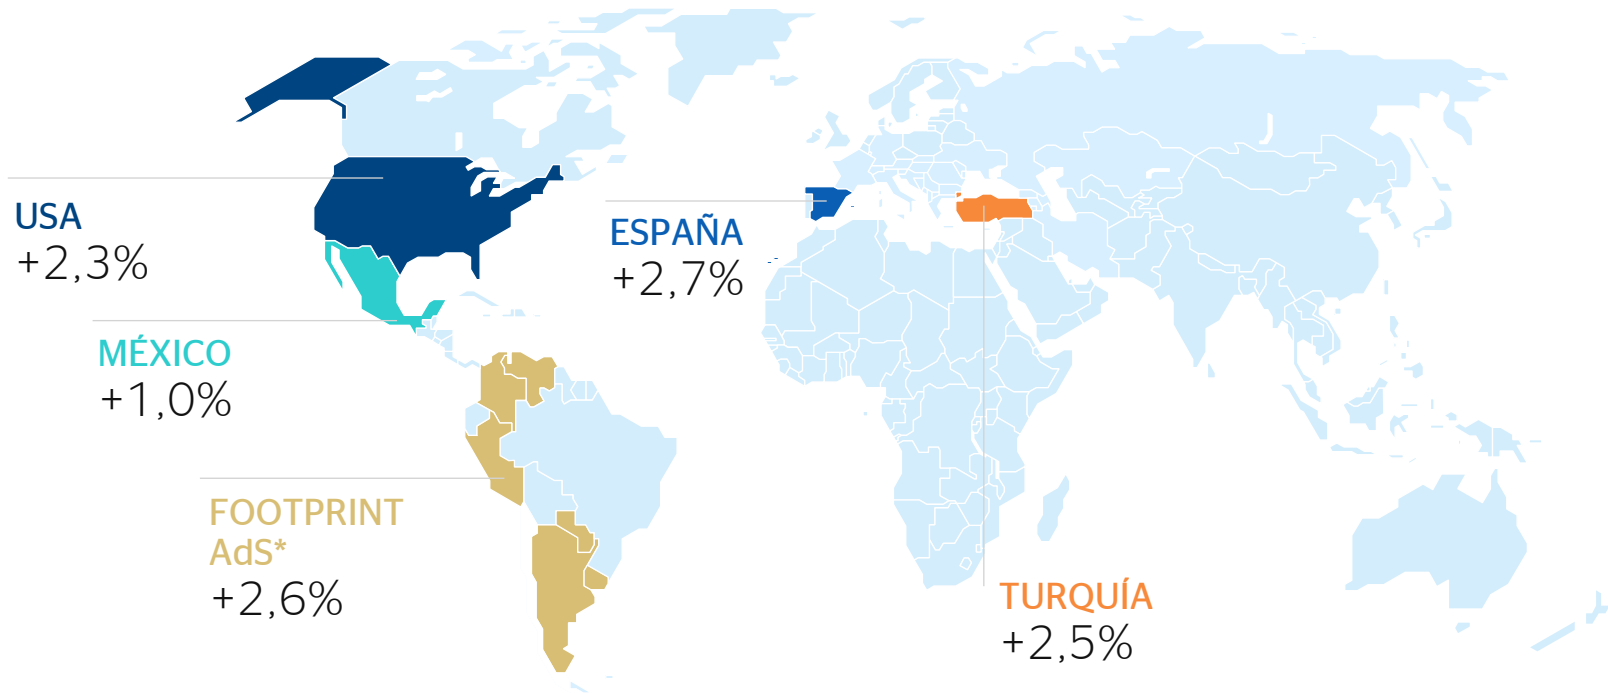 USA
+2,3%
ESPAÑA
+2,7%
MÉXICO
+1,0%
FOOTPRINT
AdS*
+2,6%
TURQUÍA
+2,5%